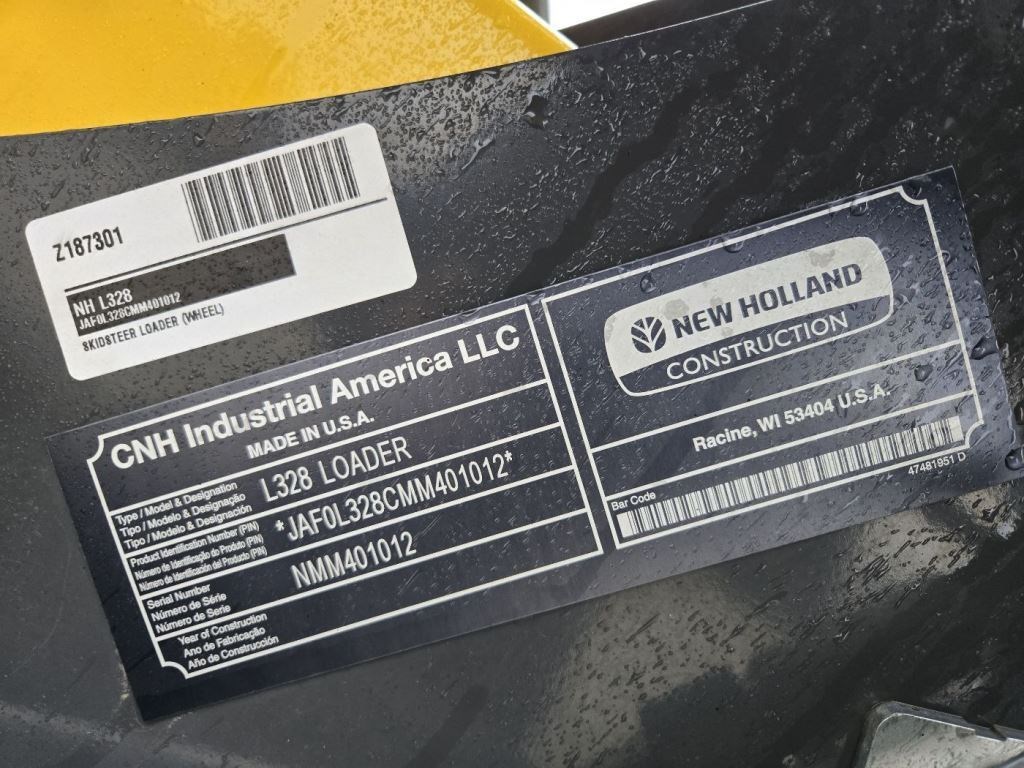 Z187301
NH L328
JAF0L328CMM401012
SKIDSTEER LOADER (WHEEL)
CNH Industrial America LLC
MADE IN U.S.A.
Type / Model & Designation
Tipo / Modelo & Designação
Tipo / Modelo & Designación
L328 LOADER
Product Identification Number (PIN)
Número de Identificação do Produto (PIN)
Número de Identificación del Producto (PIN)
*JAF0L328CMM401012*
Serial Number
Número de Série
Número de Serie
NMM401012
Year of Construction
Ano de Fabricação
Año de Construcción
NEW HOLLAND
CONSTRUCTION
Racine, WI 53404 U.S.A.
Bar Code
47481951 D